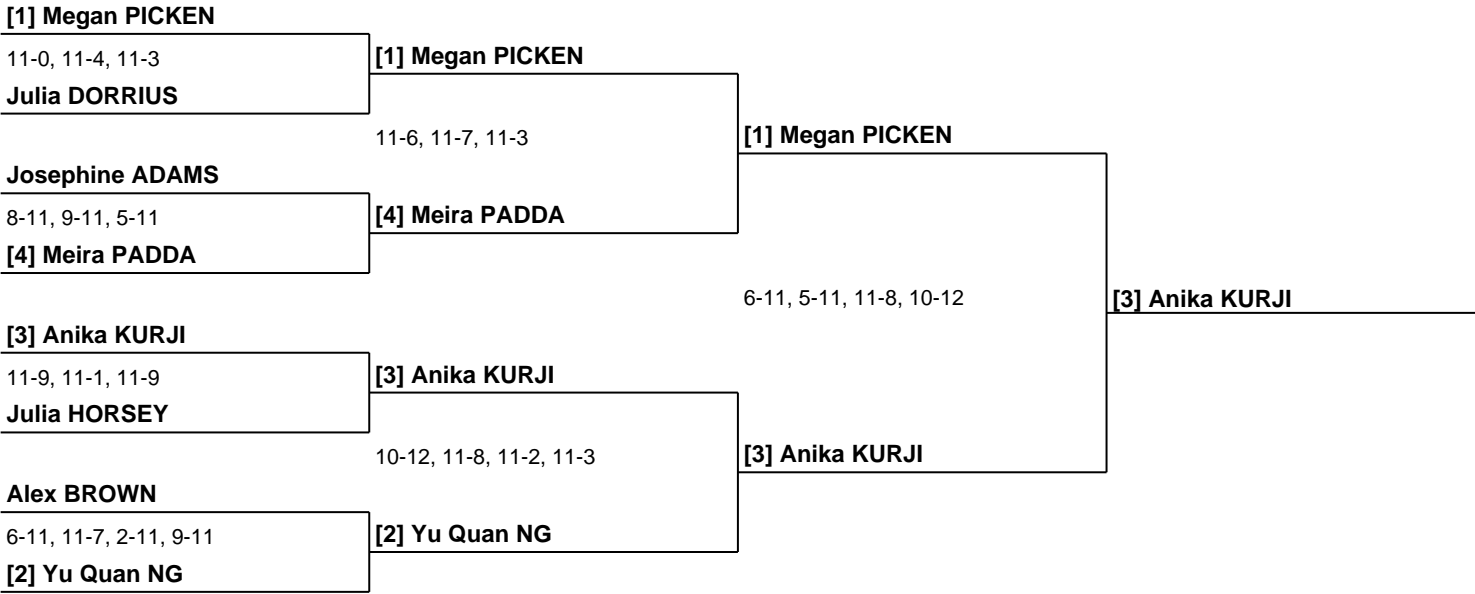 [1] Megan PICKEN
11-0, 11-4, 11-3
Julia DORRIUS
Josephine ADAMS
8-11, 9-11, 5-11
[4] Meira PADDA
[3] Anika KURJI
11-9, 11-1, 11-9
Julia HORSEY
Alex BROWN
6-11, 11-7, 2-11, 9-11
[2] Yu Quan NG
[1] Megan PICKEN
11-6, 11-7, 11-3
[4] Meira PADDA
[3] Anika KURJI
10-12, 11-8, 11-2, 11-3
[2] Yu Quan NG
[1] Megan PICKEN
6-11, 5-11, 11-8, 10-12
[3] Anika KURJI
[3] Anika KURJI